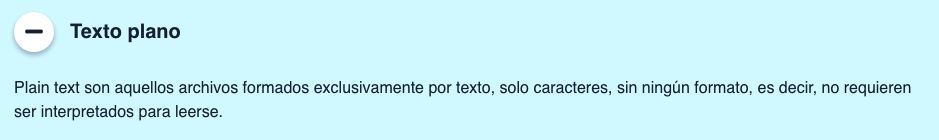 Texto plano
Plain text son aquellos archivos formados exclusivamente por texto, solo caracteres, sin ningún formato, es decir, no requieren
ser interpretados para leerse.